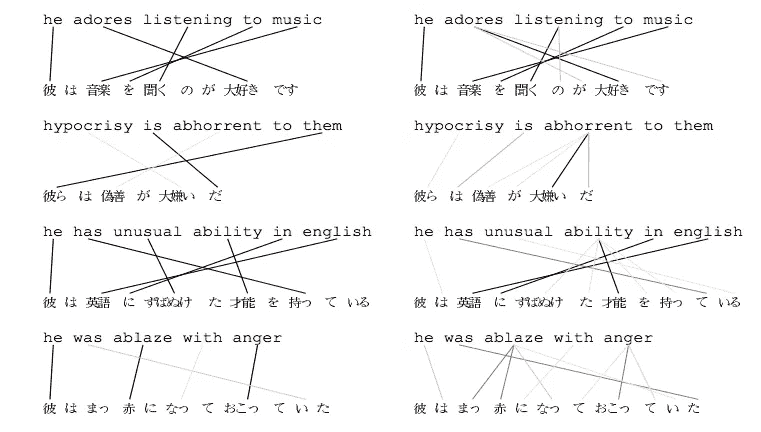 he adores listening to music he adores listening to music
彼 は 音楽 を 聞く の が 大好き です 彼 は 音楽 を 聞く の が 大好き です
hypocrisy is abhorrent to them hypocrisy is abhorrent to them
彼ら は 偽善 が 大嫌い だ 彼ら は 偽善 が 大嫌い だ
he has unusual ability in english he has unusual ability in english
彼 は 英語 に ずばぬけ た 才能 を 持っ て いる 彼 は 英語 に ずばぬけ た 才能 を 持っ て いる
he was ablaze with anger he was ablaze with anger
彼 は まっ 赤 に なっ て おこっ て い た 彼 は まっ 赤 に なっ て おこっ て い た